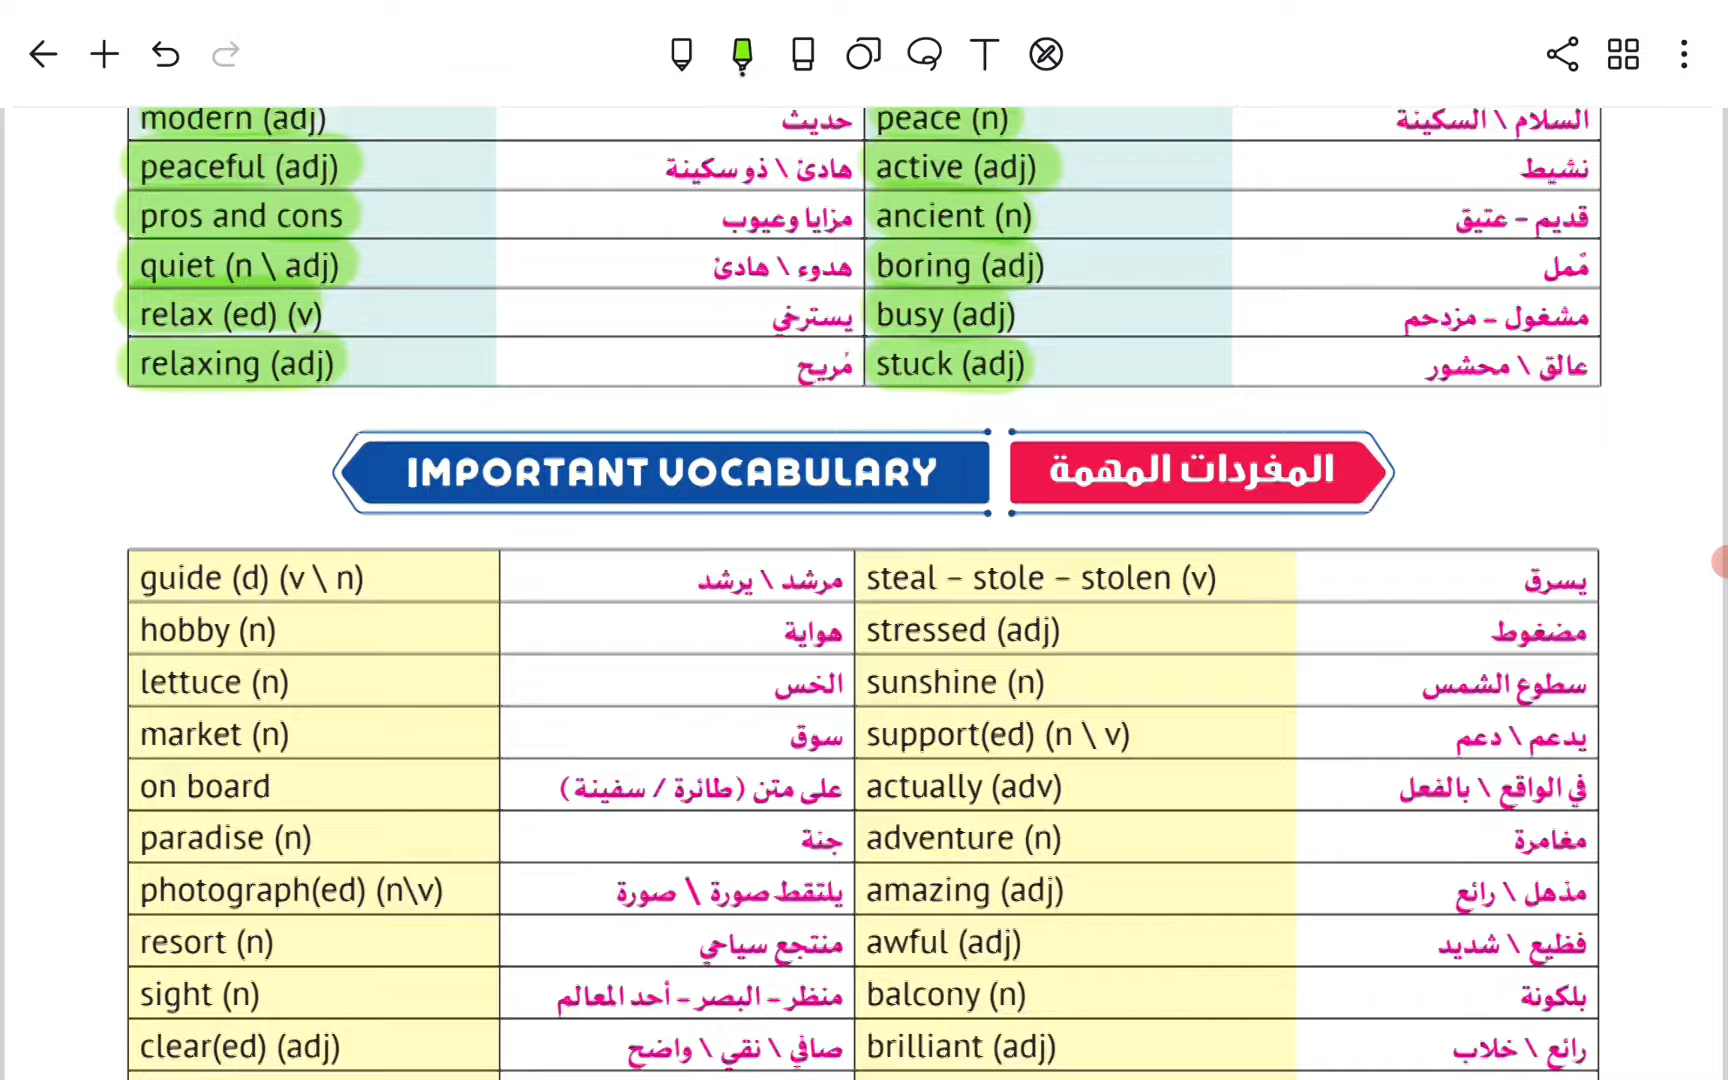 modern (adj) حديث peace (n) السلام \ السكينة
peaceful (adj) هادئ \ ذو سكينة active (adj) نشيط
pros and cons مزايا وعيوب ancient (n) قديم – عتيق
quiet (n \ adj) هدوء \ هادئ boring (adj) مُمل
relax (ed) (v) يسترخي busy (adj) مشغول – مزدحم
relaxing (adj) مُريح stuck (adj) عالق \ محشور
IMPORTANT VOCABULARY المفردات المهمة
guide (d) (v \ n) مرشد \ يرشد steal – stole – stolen (v) يسرق
hobby (n) هواية stressed (adj) مضغوط
lettuce (n) الخس sunshine (n) سطوع الشمس
market (n) سوق support(ed) (n \ v) يدعم \ دعم
on board على متن (طائرة / سفينة) actually (adv) في الواقع \ بالفعل
paradise (n) جنة adventure (n) مغامرة
photograph(ed) (n\v) يلتقط صورة \ صورة amazing (adj) مذهل \ رائع
resort (n) منتجع سياحي awful (adj) فظيع \ شديد
sight (n) منظر – البصر – أحد المعالم balcony (n) بلكونة
clear(ed) (adj) صافي \ نقي \ واضح brilliant (adj) رائع \ خلاب